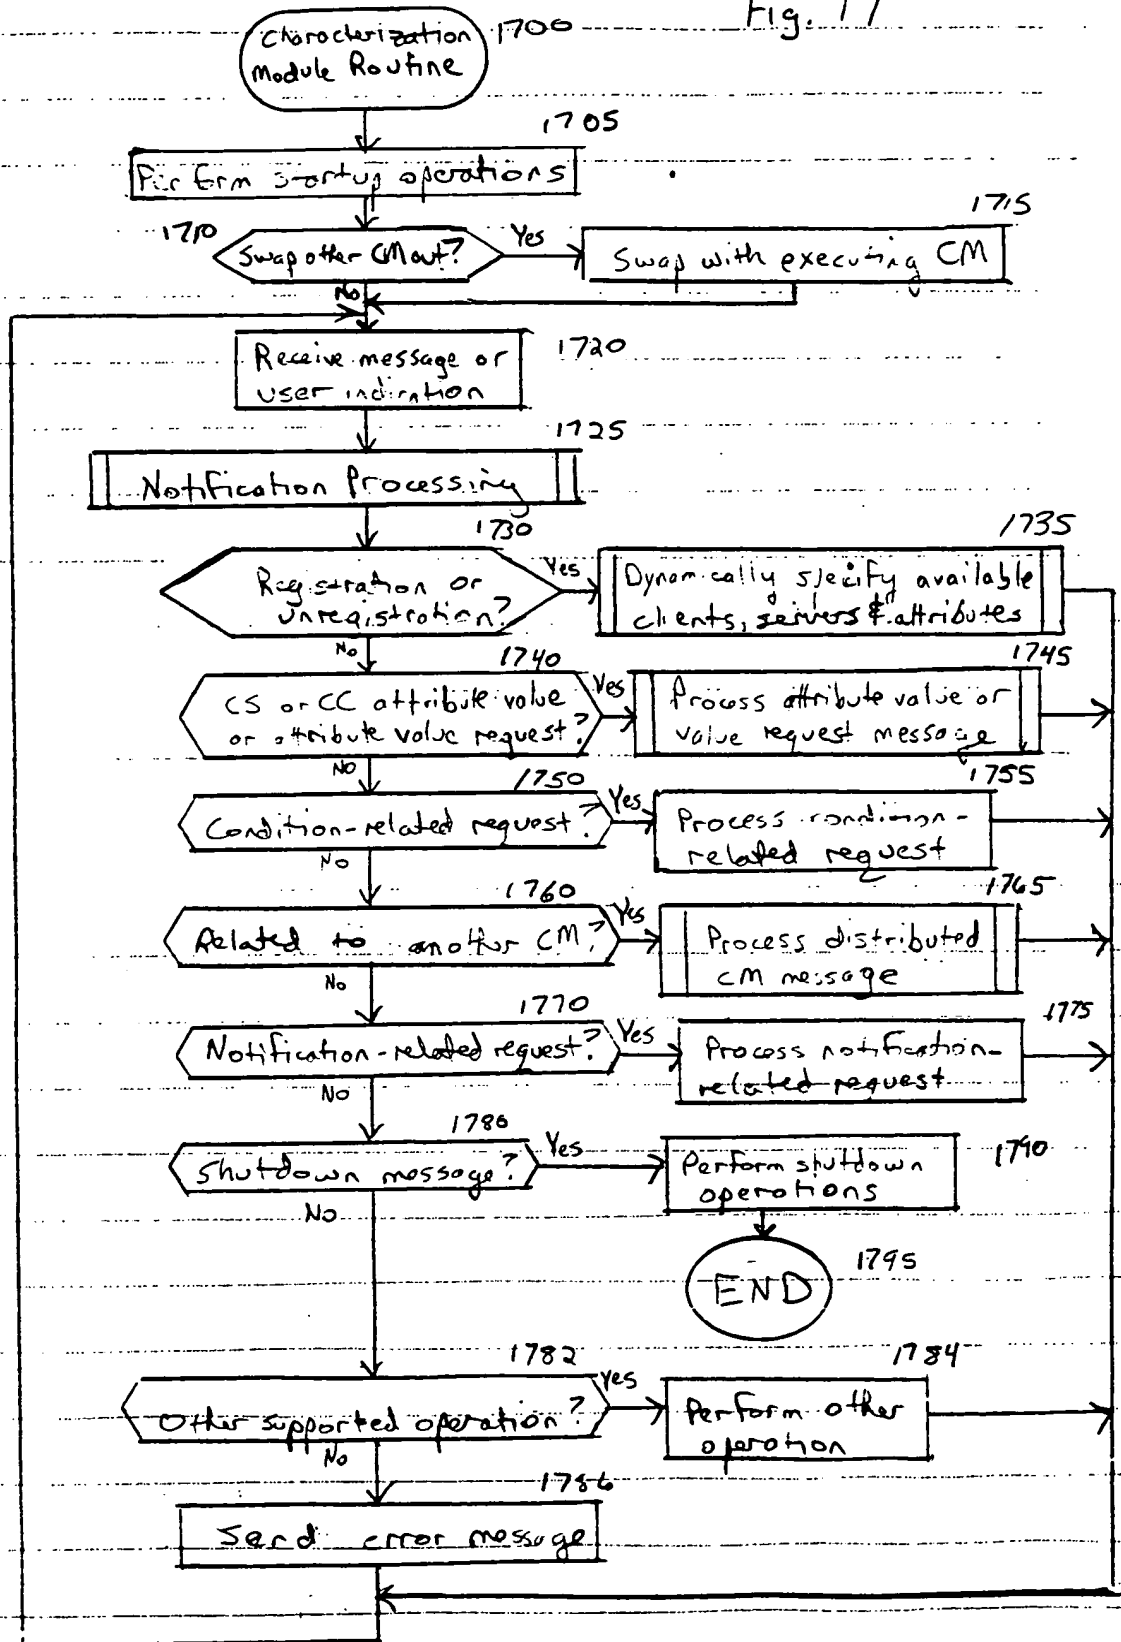 Fig. 17
Characterization
Module Routine
1700
1705
Perform startup operations
1710
Swap other CM out?
Yes
1715
Swap with executing CM
No
Receive message or
user indication
1720
1725
Notification Processing
1730
Registration or
unregistration?
Yes
1735
Dynamically specify available
clients, servers & attributes
No
1740
CS or CC attribute value
or attribute value request?
Yes
1745
Process attribute value or
value request message
No
1750
Condition-related request?
Yes
1755
Process condition-
related request
No
1760
Related to another CM?
Yes
1765
Process distributed
CM message
No
1770
Notification-related request?
Yes
1775
Process notification-
related request
No
1780
Shutdown message?
Yes
Perform shutdown
operations
1790
No
END
1795
1782
Other supported operation?
Yes
1784
Perform other
operation
No
1786
Send error message